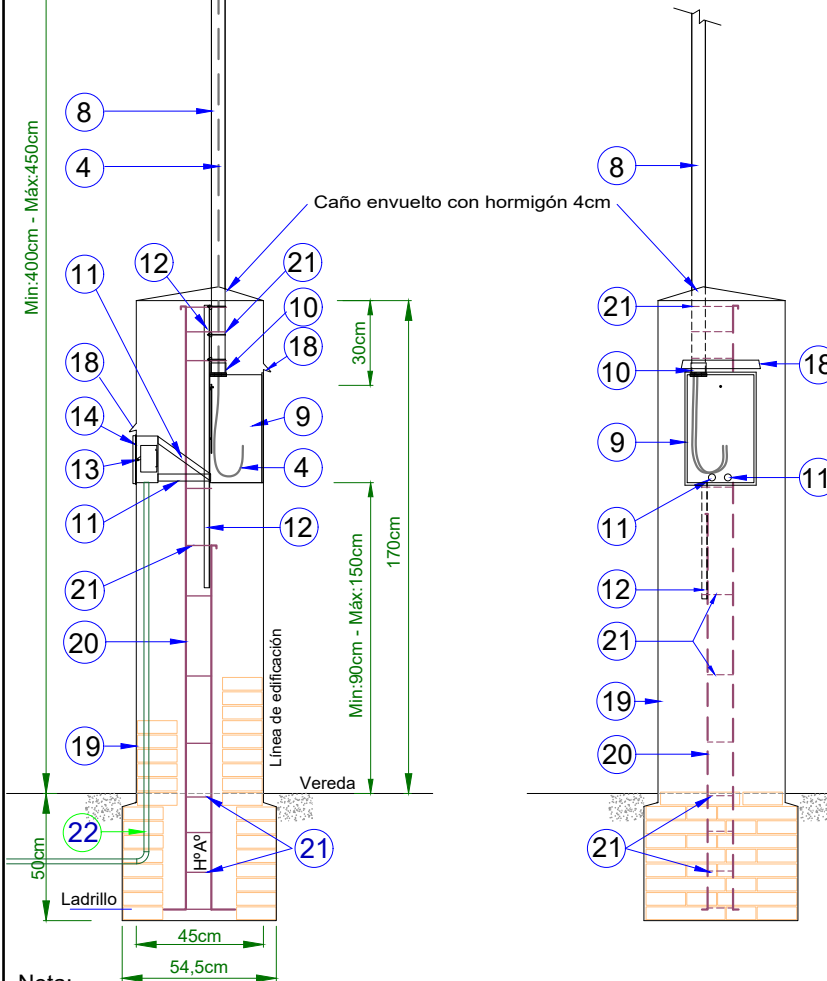 8
4
Min:400cm - Máx:450cm
Caño envuelto con hormigón 4cm
12
21
11
10
18
30cm
18
14
9
13
4
11
12
21
170cm
Min:90cm - Máx:150cm
20
Línea de edificación
19
Vereda
22
21
HºAº
50cm
Ladrillo
45cm
54,5cm
Nota:
8
21
18
10
9
11
11
12
21
19
20
21